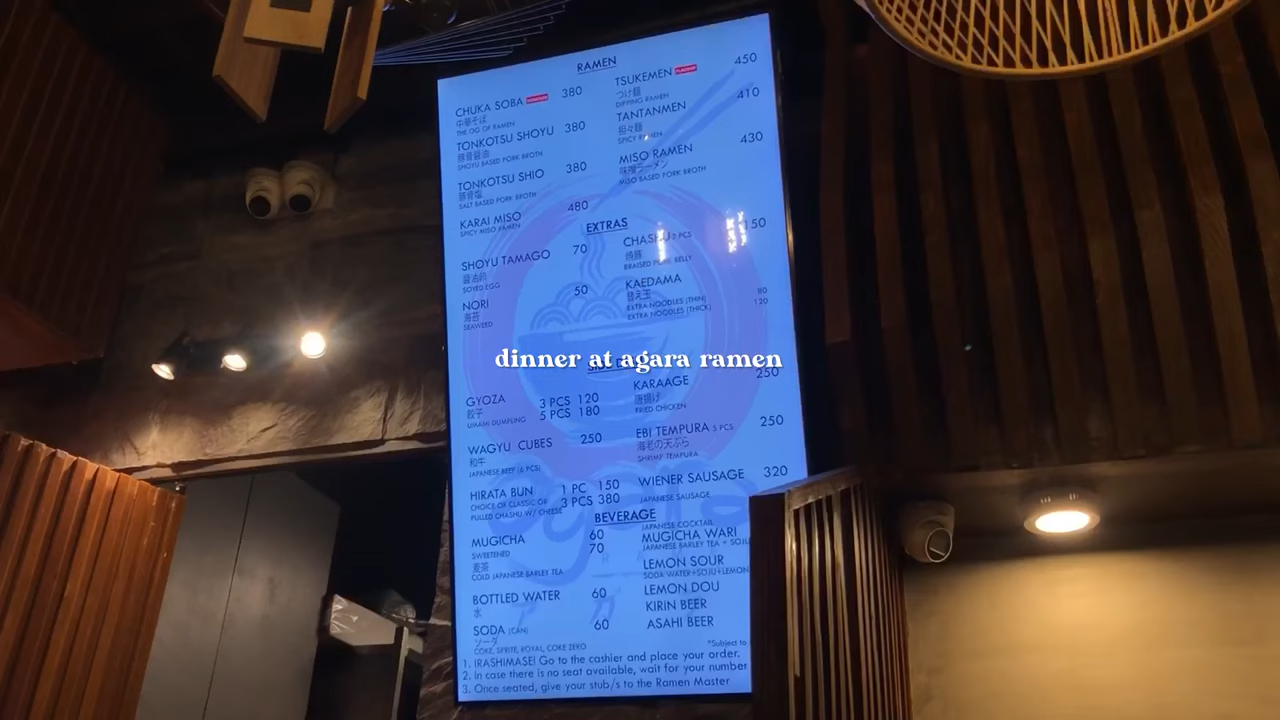 RAMEN
CHUKA SOBA 380
中華そば
THE OG OF RAMEN
TONKOTSU SHOYU 380
豚骨醤油
SHOYU BASED PORK BROTH
TONKOTSU SHIO 380
豚骨塩
SALT BASED PORK BROTH
KARAI MISO 480
SPICY MISO RAMEN
TSUKEMEN 450
つけ麺
DIPPING RAMEN
TANTANMEN 410
担々麺
SPICY RAMEN
MISO RAMEN 430
味噌ラーメン
MISO BASED PORK BROTH
EXTRAS
SHOYU TAMAGO 70
SOYED EGG
NORI 50
海苔
SEAWEED
CHASHU 2 PCS 150
焼豚
BRAISED PORK BELLY
KAEDAMA
替え玉
EXTRA NOODLES (THIN) 80
EXTRA NOODLES (THICK) 120
dinner at agara ramen
GYOZA 3 PCS 120
餃子 5 PCS 180
UMAMI DUMPLING
WAGYU CUBES 250
和牛
JAPANESE BEEF (6 PCS)
HIRATA BUN 1 PC 150
CHOICE OF CLASSIC OR 3 PCS 380
PULLED CHASHU W/ CHEESE
KARAAGE 250
唐揚げ
FRIED CHICKEN
EBI TEMPURA 5 PCS 250
海老の天ぷら
SHRIMP TEMPURA
WIENER SAUSAGE 320
JAPANESE SAUSAGE
BEVERAGE
MUGICHA 60
SWEETENED 70
麦茶
COLD JAPANESE BARLEY TEA
BOTTLED WATER 60
水
SODA (CAN) 60
ソーダ
COKE, SPRITE, ROYAL, COKE ZERO
JAPANESE COCKTAIL
MUGICHA WARI
JAPANESE BARLEY TEA + SOJU
LEMON SOUR
SODA WATER+SOJU+LEMON
LEMON DOU
KIRIN BEER
ASAHI BEER
*Subject to
1. IRASHIMASE! Go to the cashier and place your order.
2. In case there is no seat available, wait for your number
3. Once seated, give your stub/s to the Ramen Master